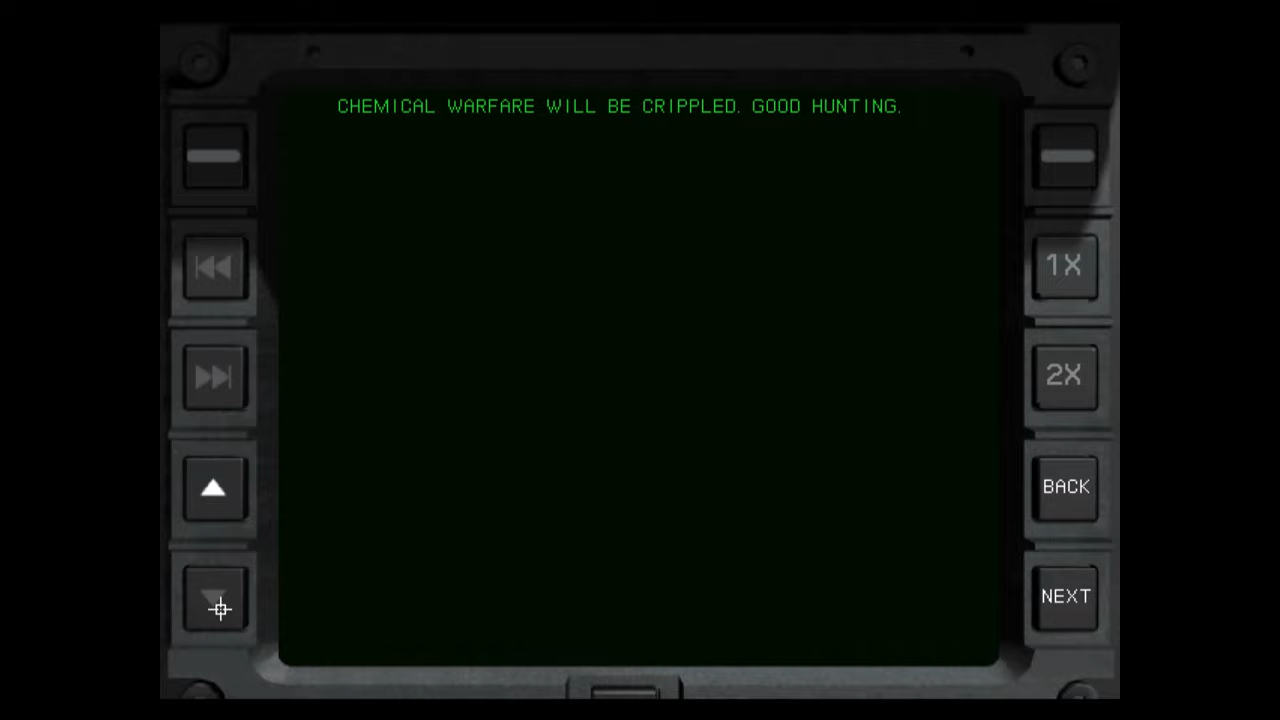 CHEMICAL WARFARE WILL BE CRIPPLED. GOOD HUNTING.
1X
2X
BACK
NEXT